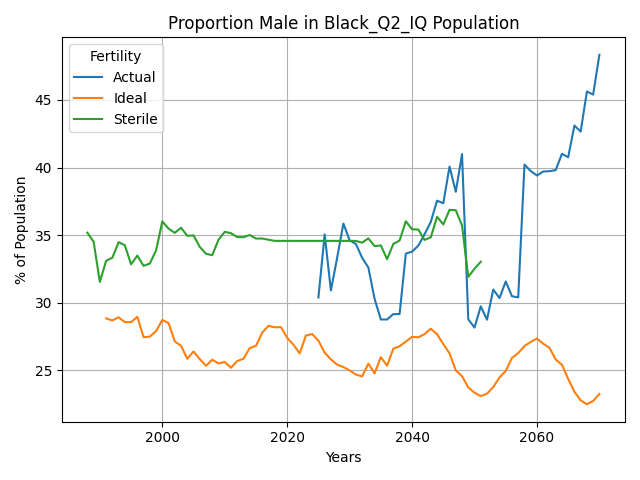 Proportion Male in Black_Q2_IQ Population
Fertility
Actual
Ideal
Sterile
% of Population
45
40
35
30
25
2000
2020
2040
2060
Years